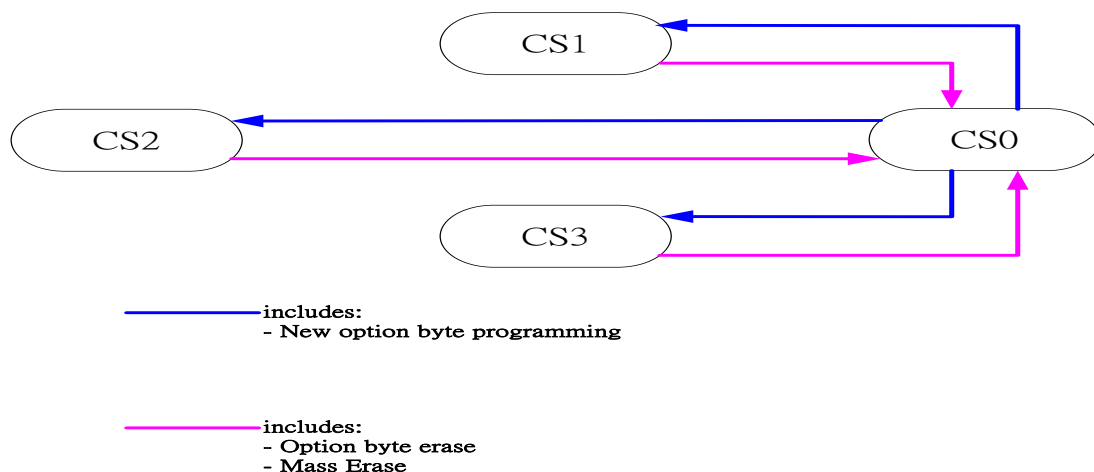 CS1
CS2
CS0
CS3
includes:
- New option byte programming
includes:
- Option byte erase
- Mass Erase